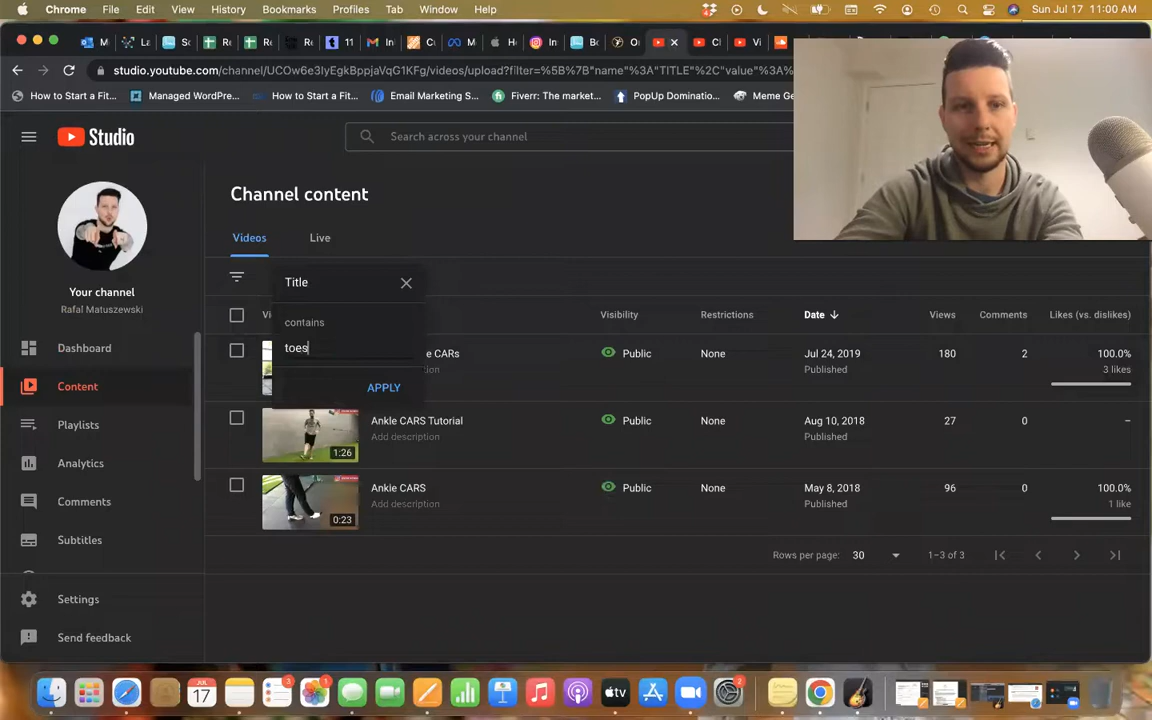 Chrome File Edit View History Bookmarks Profiles Tab Window Help Sun Jul 17 11:00 AM
studio.youtube.com/channel/UCOw6e3IyEgkBppjaVqG1KFg/videos/upload?filter=%5B%7B"name"%3A"TITLE"%2C"value"%3A%
How to Start a Fit... Managed WordPre... How to Start a Fit... Email Marketing S... Fiverr: The market... PopUp Dominatio... Meme Ge
Studio
Search across your channel
Your channel
Rafal Matuszewski
Dashboard
Content
Playlists
Analytics
Comments
Subtitles
Settings
Send feedback
Channel content
Videos Live
Title
contains
toes
APPLY
Visibility Restrictions Date Views Comments Likes (vs. dislikes)
CARs Public None Jul 24, 2019 180 2 100.0%
Published 3 likes
Ankle CARS Tutorial Public None Aug 10, 2018 27 0 –
Add description Published
1:26
Ankle CARS Public None May 8, 2018 96 0 100.0%
Add description Published 1 like
0:23
Rows per page: 30 1–3 of 3
JUL
17
3
1
2